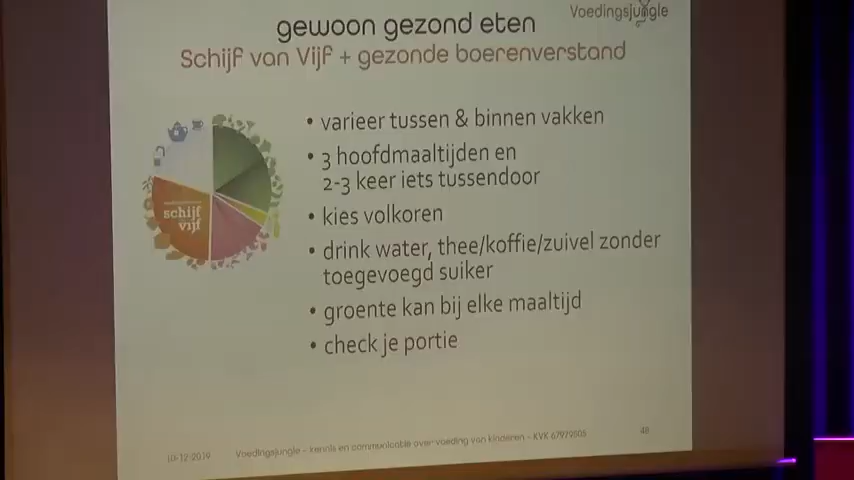 Voedingsjungle
gewoon gezond eten
Schijf van Vijf + gezonde boerenverstand
• varieer tussen & binnen vakken
• 3 hoofdmaaltijden en
2-3 keer iets tussendoor
• kies volkoren
• drink water, thee/koffie/zuivel zonder
toegevoegd suiker
• groente kan bij elke maaltijd
• check je portie
schijf
vijf
10-12-2019
Voedingsjungle - kennis en communicatie over voeding van kinderen - KVK 67979505
48